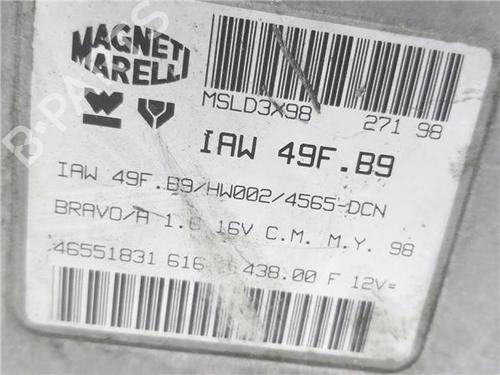 MAGNETI
MARELLI
MSLD3X98 271 98
IAW 49F.B9
IAW 49F.B9/HW002/4565-DCN
BRAVO/A 1.6 16V C.M. M.Y. 98
46551831 616 438.00 F 12V=